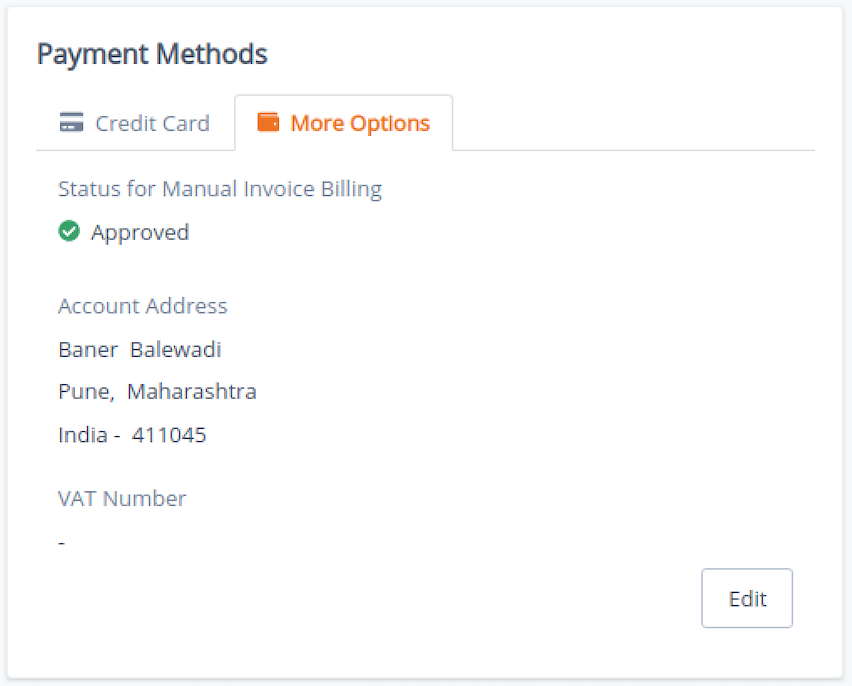 Payment Methods
Credit Card
More Options
Status for Manual Invoice Billing
Approved
Account Address
Baner Balewadi
Pune, Maharashtra
India - 411045
VAT Number
-
Edit